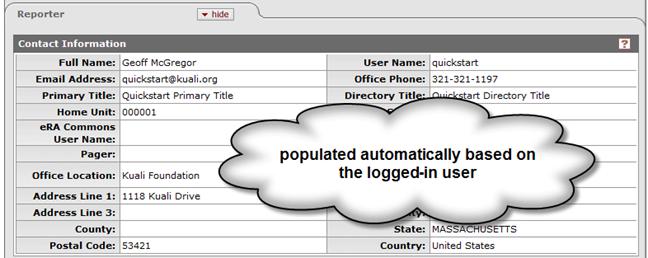 Reporter
hide
Contact Information ?
Full Name: Geoff McGregor User Name: quickstart
Email Address: quickstart@kuali.org Office Phone: 321-321-1197
Primary Title: Quickstart Primary Title Directory Title: Quickstart Directory Title
Home Unit: 000001
eRA Commons
User Name:
Pager:
Office Location: Kuali Foundation
Address Line 1: 1118 Kuali Drive
Address Line 3:
County: State: MASSACHUSETTS
Postal Code: 53421 Country: United States
populated automatically based on
the logged-in user